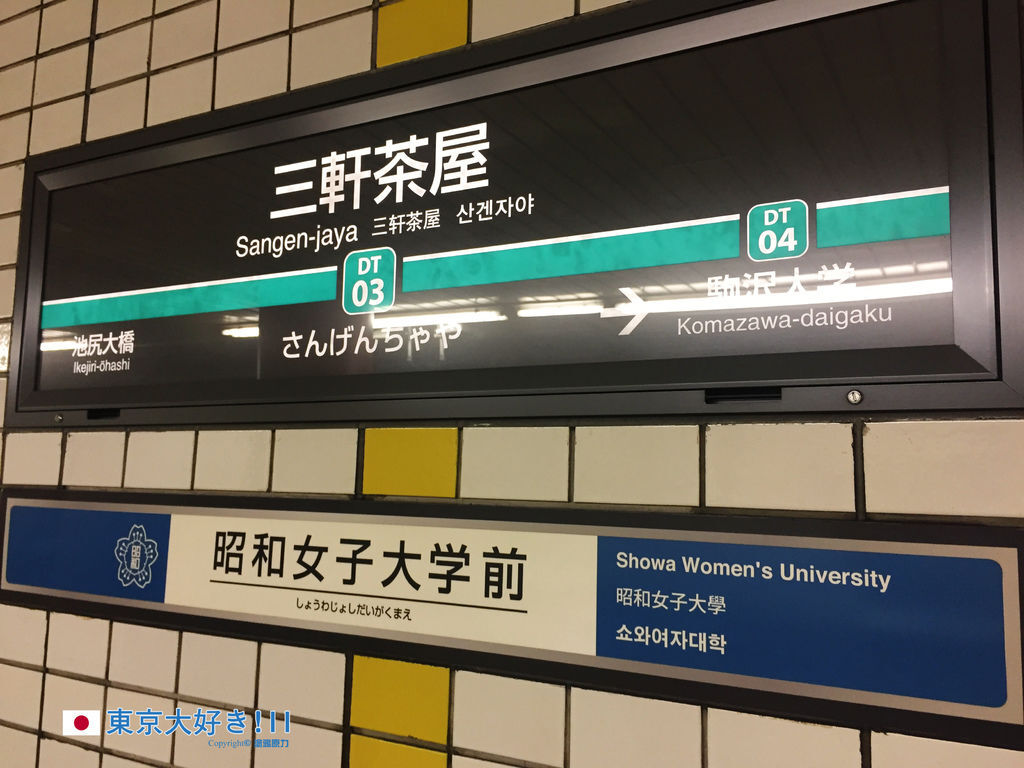 三軒茶屋
Sangen-jaya 三轩茶屋 산겐자야
DT
03
DT
04
池尻大橋
Ikejiri-ōhashi
さんげんぢゃや
駒沢大学
Komazawa-daigaku
昭和
昭和女子大学前
しょうわじょしだいがくまえ
Showa Women's University
昭和女子大學
쇼와여자대학
東京大好き!!!
Copyright©